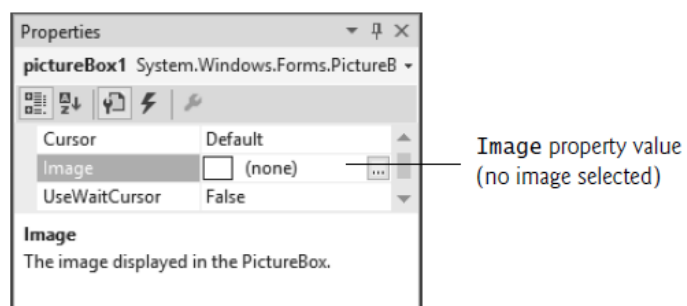 Properties
pictureBox1 System.Windows.Forms.PictureB
Cursor Default
Image (none) ...
UseWaitCursor False
Image
The image displayed in the PictureBox.
Image property value
(no image selected)